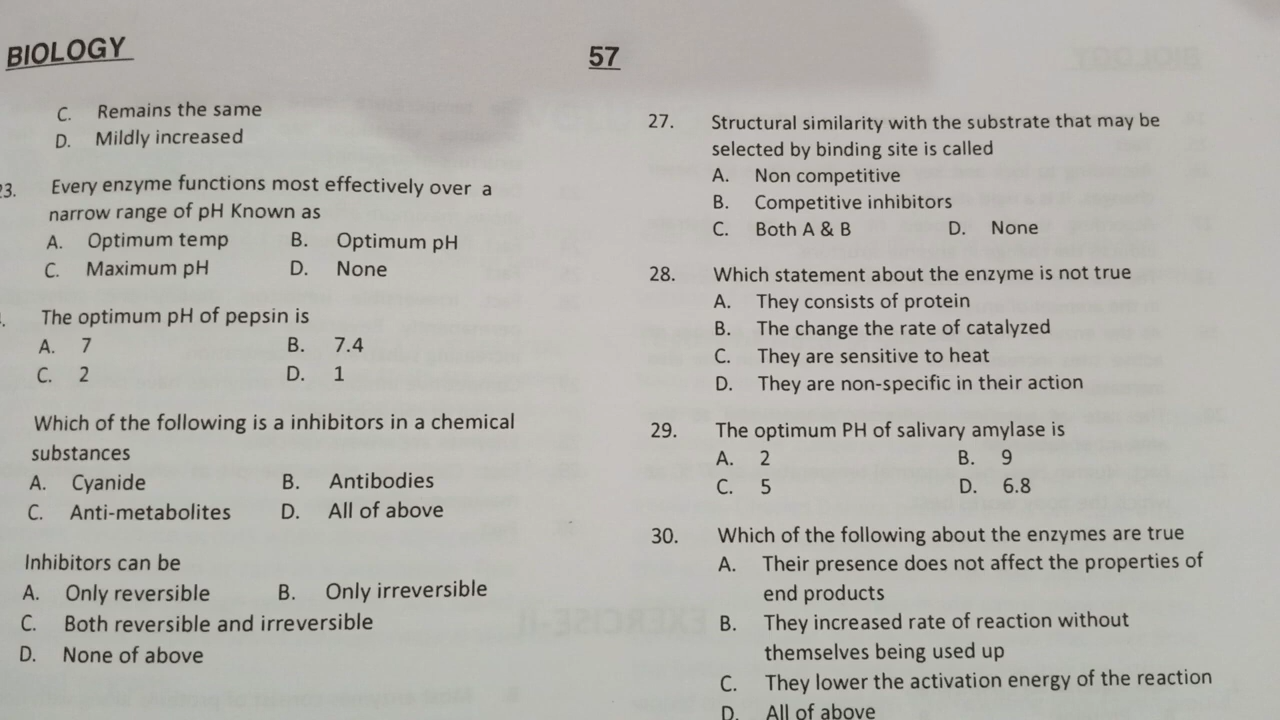 BIOLOGY
57
C. Remains the same
D. Mildly increased
23. Every enzyme functions most effectively over a
narrow range of pH Known as
A. Optimum temp B. Optimum pH
C. Maximum pH D. None
. The optimum pH of pepsin is
A. 7 B. 7.4
C. 2 D. 1
Which of the following is a inhibitors in a chemical
substances
A. Cyanide B. Antibodies
C. Anti-metabolites D. All of above
Inhibitors can be
A. Only reversible B. Only irreversible
C. Both reversible and irreversible
D. None of above
27. Structural similarity with the substrate that may be
selected by binding site is called
A. Non competitive
B. Competitive inhibitors
C. Both A & B D. None
28. Which statement about the enzyme is not true
A. They consists of protein
B. The change the rate of catalyzed
C. They are sensitive to heat
D. They are non-specific in their action
29. The optimum PH of salivary amylase is
A. 2 B. 9
C. 5 D. 6.8
30. Which of the following about the enzymes are true
A. Their presence does not affect the properties of
end products
B. They increased rate of reaction without
themselves being used up
C. They lower the activation energy of the reaction
D. All of above